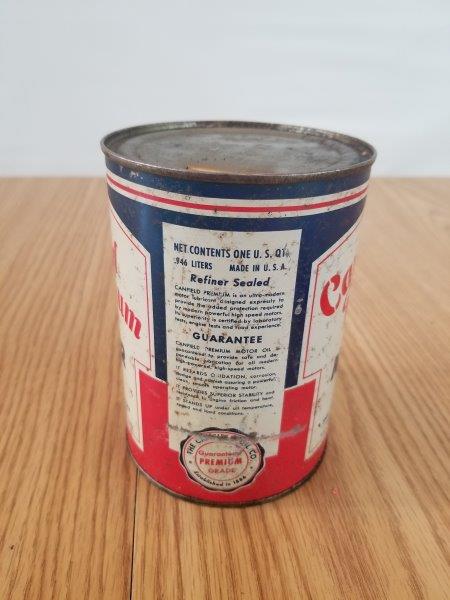 NET CONTENTS ONE U. S. QT.
.946 LITERS MADE IN U. S. A.
Refiner Sealed
CANFIELD PREMIUM is an ultra-modern
motor lubricant designed expressly to
provide the added protection required
by modern powerful high speed motors.
Its superiority is certified by laboratory
tests, engine tests and road experience.
GUARANTEE
CANFIELD PREMIUM MOTOR OIL
guaranteed to provide safe and de-
pendable lubrication for all modern
high-powered, high-speed motors.
IT RETARDS OXIDATION, corrosion,
sludge and assuring a powerful,
clean, smooth operating motor.
IT PROVIDES SUPERIOR STABILITY and
to engine friction and heat.
IT STANDS UP under all temperature,
speed and load conditions.
THE OIL CO.
Guaranteed
PREMIUM
GRADE
Established in 1886
d
um
Ca